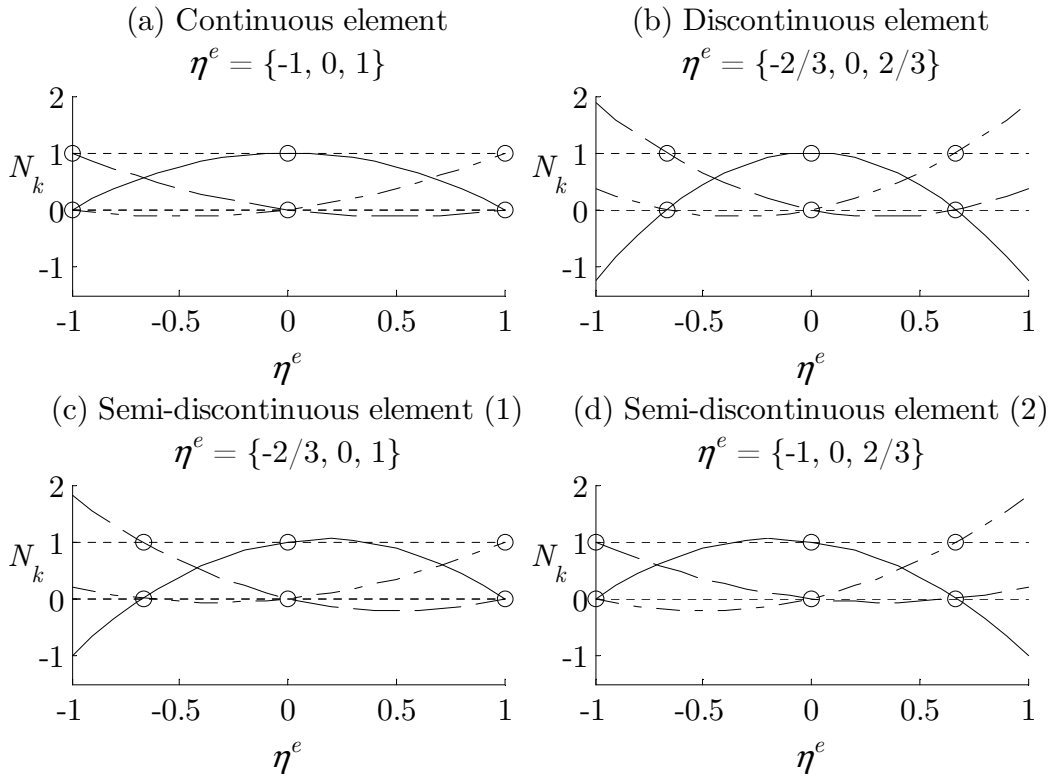 (a) Continuous element
η^e = {-1, 0, 1}
2
1
N_k
0
-1
-1 -0.5 0 0.5 1
η^e
(b) Discontinuous element
η^e = {-2/3, 0, 2/3}
2
1
N_k
0
-1
-1 -0.5 0 0.5 1
η^e
(c) Semi-discontinuous element (1)
η^e = {-2/3, 0, 1}
2
1
N_k
0
-1
-1 -0.5 0 0.5 1
η^e
(d) Semi-discontinuous element (2)
η^e = {-1, 0, 2/3}
2
1
N_k
0
-1
-1 -0.5 0 0.5 1
η^e